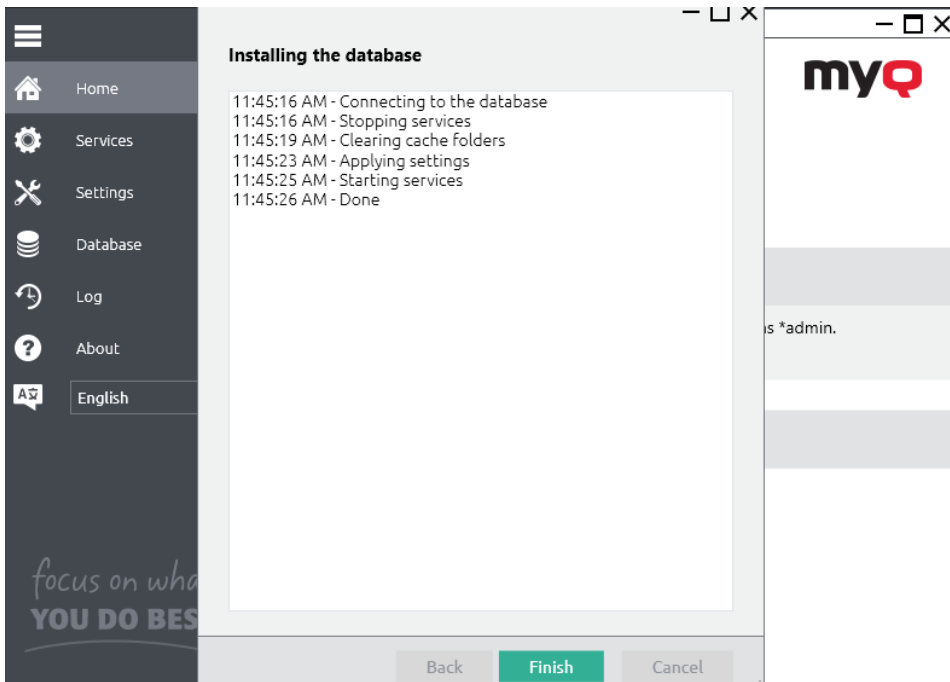 myQ
Home
Services
Settings
Database
Log
About
English
focus on wha
YOU DO BES
Installing the database
11:45:16 AM - Connecting to the database
11:45:16 AM - Stopping services
11:45:19 AM - Clearing cache folders
11:45:23 AM - Applying settings
11:45:25 AM - Starting services
11:45:26 AM - Done
Back
Finish
Cancel
as *admin.